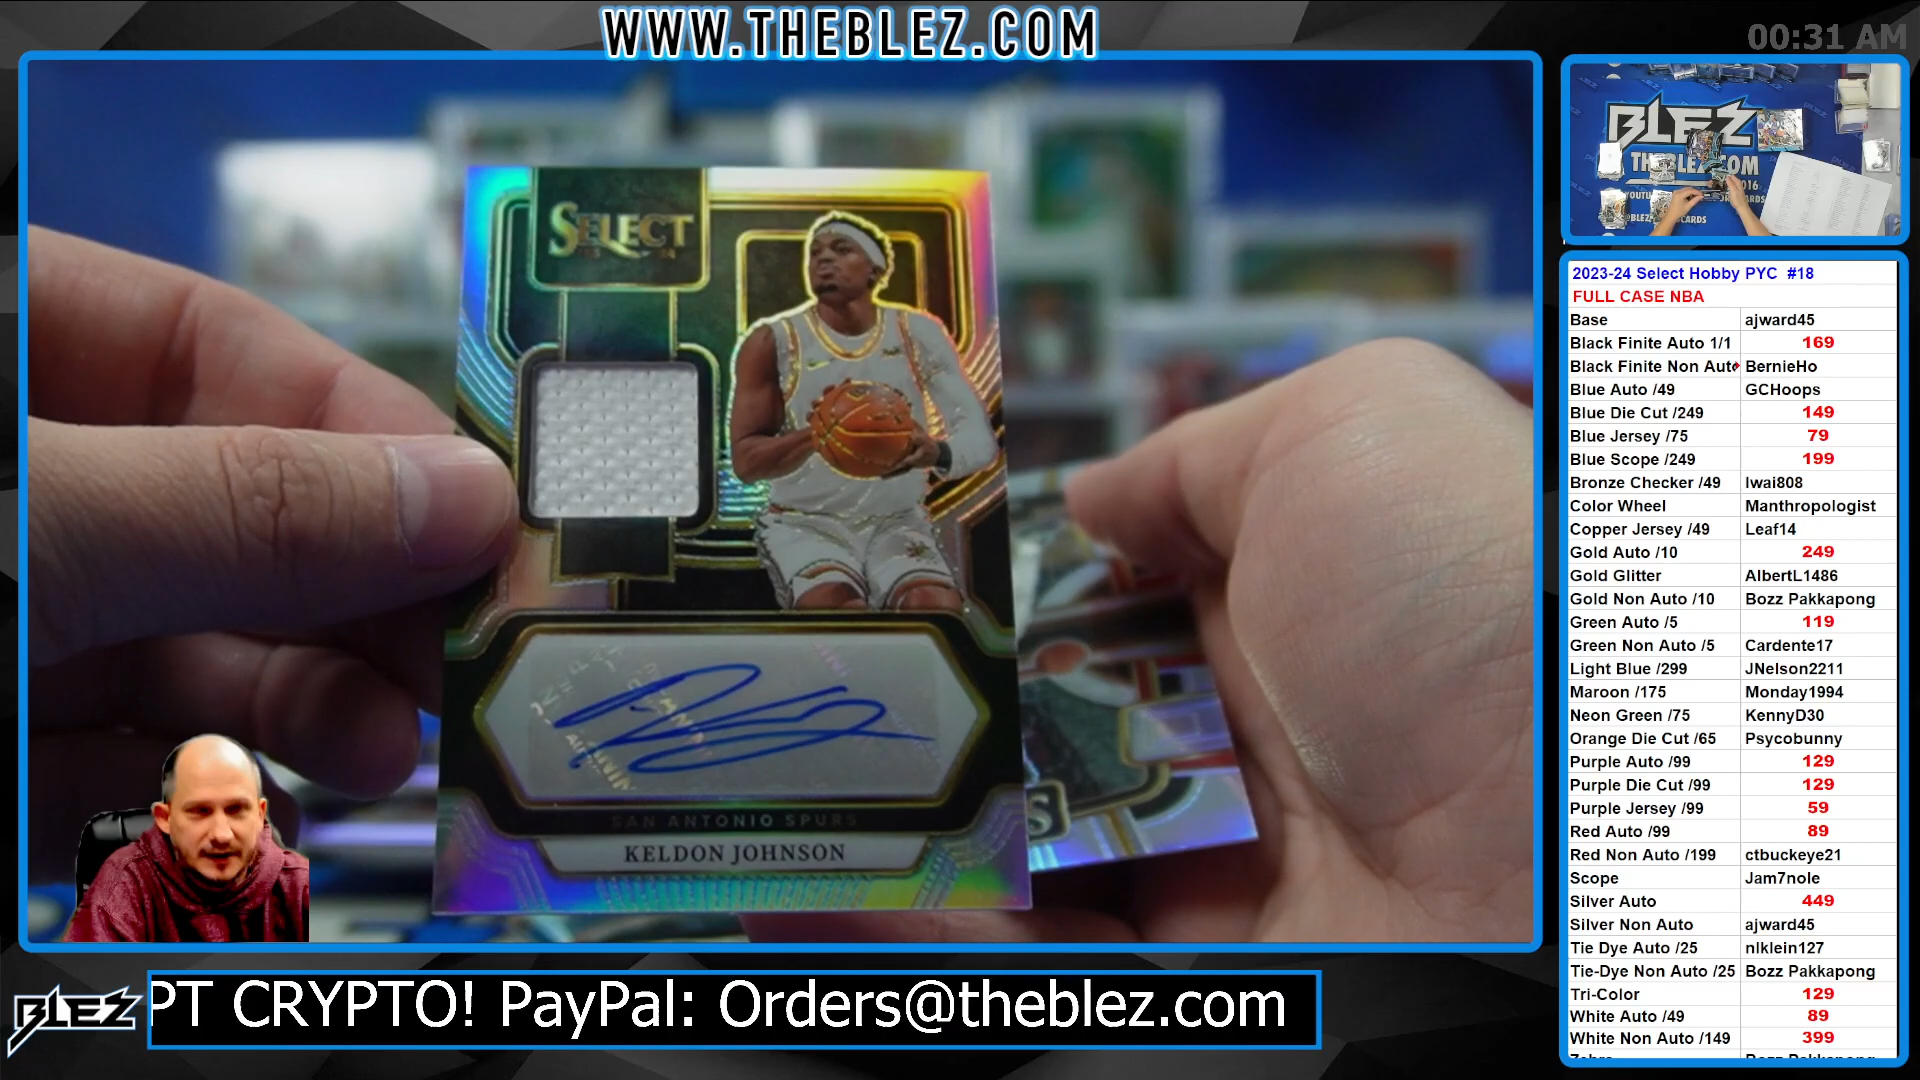 WWW.THEBLEZ.COM
00:31 AM
SELECT
SAN ANTONIO SPURS
KELDON JOHNSON
BLEZ
THEBLEZ.COM
2023-24 Select Hobby PYC #18
FULL CASE NBA
Base ajward45
Black Finite Auto 1/1 169
Black Finite Non Auto BernieHo
Blue Auto /49 GCHoops
Blue Die Cut /249 149
Blue Jersey /75 79
Blue Scope /249 199
Bronze Checker /49 Iwai808
Color Wheel Manthropologist
Copper Jersey /49 Leaf14
Gold Auto /10 249
Gold Glitter AlbertL1486
Gold Non Auto /10 Bozz Pakkapong
Green Auto /5 119
Green Non Auto /5 Cardente17
Light Blue /299 JNelson2211
Maroon /175 Monday1994
Neon Green /75 KennyD30
Orange Die Cut /65 Psycobunny
Purple Auto /99 129
Purple Die Cut /99 129
Purple Jersey /99 59
Red Auto /99 89
Red Non Auto /199 ctbuckeye21
Scope Jam7nole
Silver Auto 449
Silver Non Auto ajward45
Tie Dye Auto /25 nlklein127
Tie-Dye Non Auto /25 Bozz Pakkapong
Tri-Color 129
White Auto /49 89
White Non Auto /149 399
BLEZ
PT CRYPTO! PayPal: Orders@theblez.com